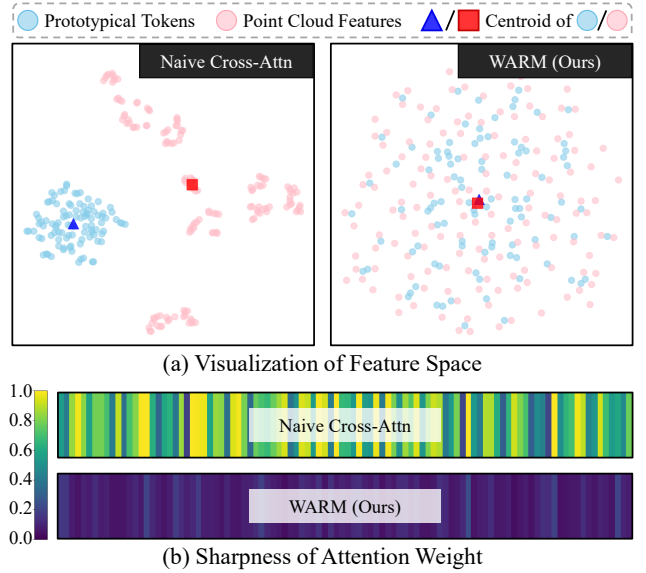 Prototypical Tokens Point Cloud Features / Centroid of /
Naive Cross-Attn WARM (Ours)
(a) Visualization of Feature Space
1.0
0.8
0.6
0.4
0.2
0.0
Naive Cross-Attn
WARM (Ours)
(b) Sharpness of Attention Weight